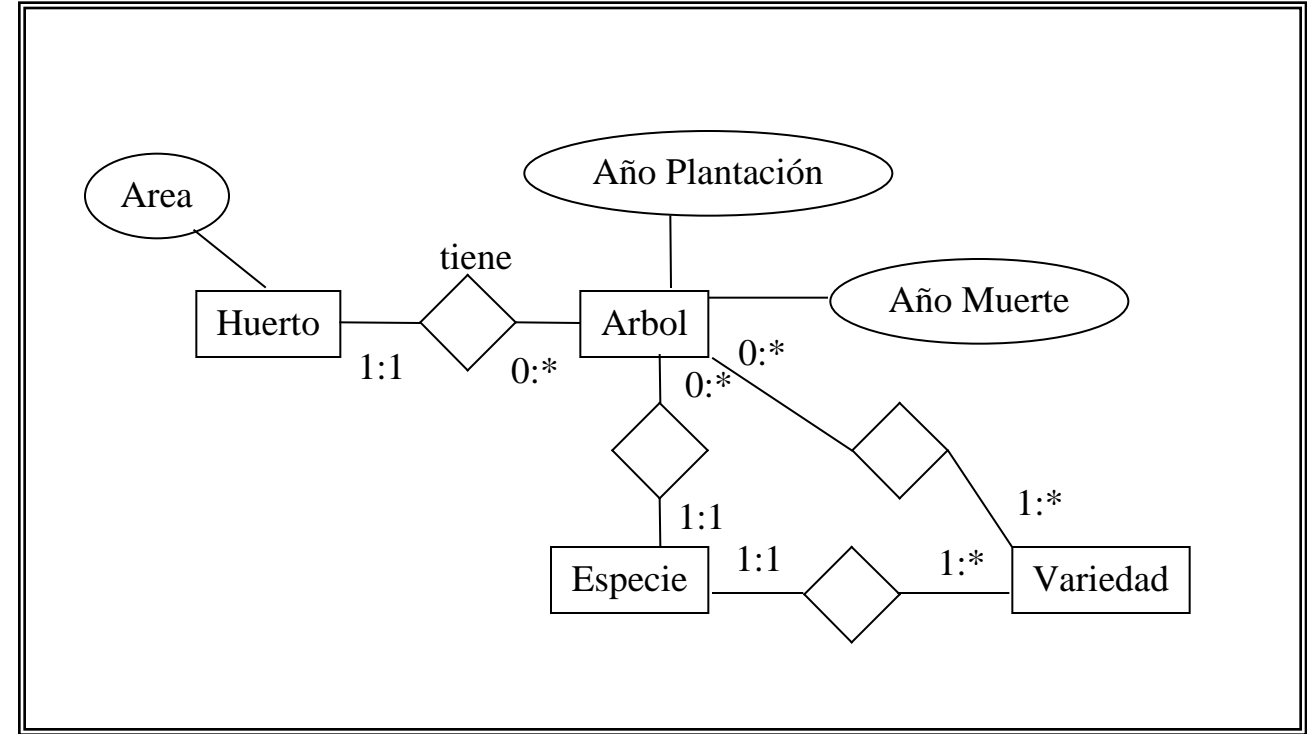 Año Plantación
Area
tiene
Año Muerte
Huerto
Arbol
1:1
0:*
0:*
0:*
1:*
1:1
1:1
1:*
Especie
Variedad